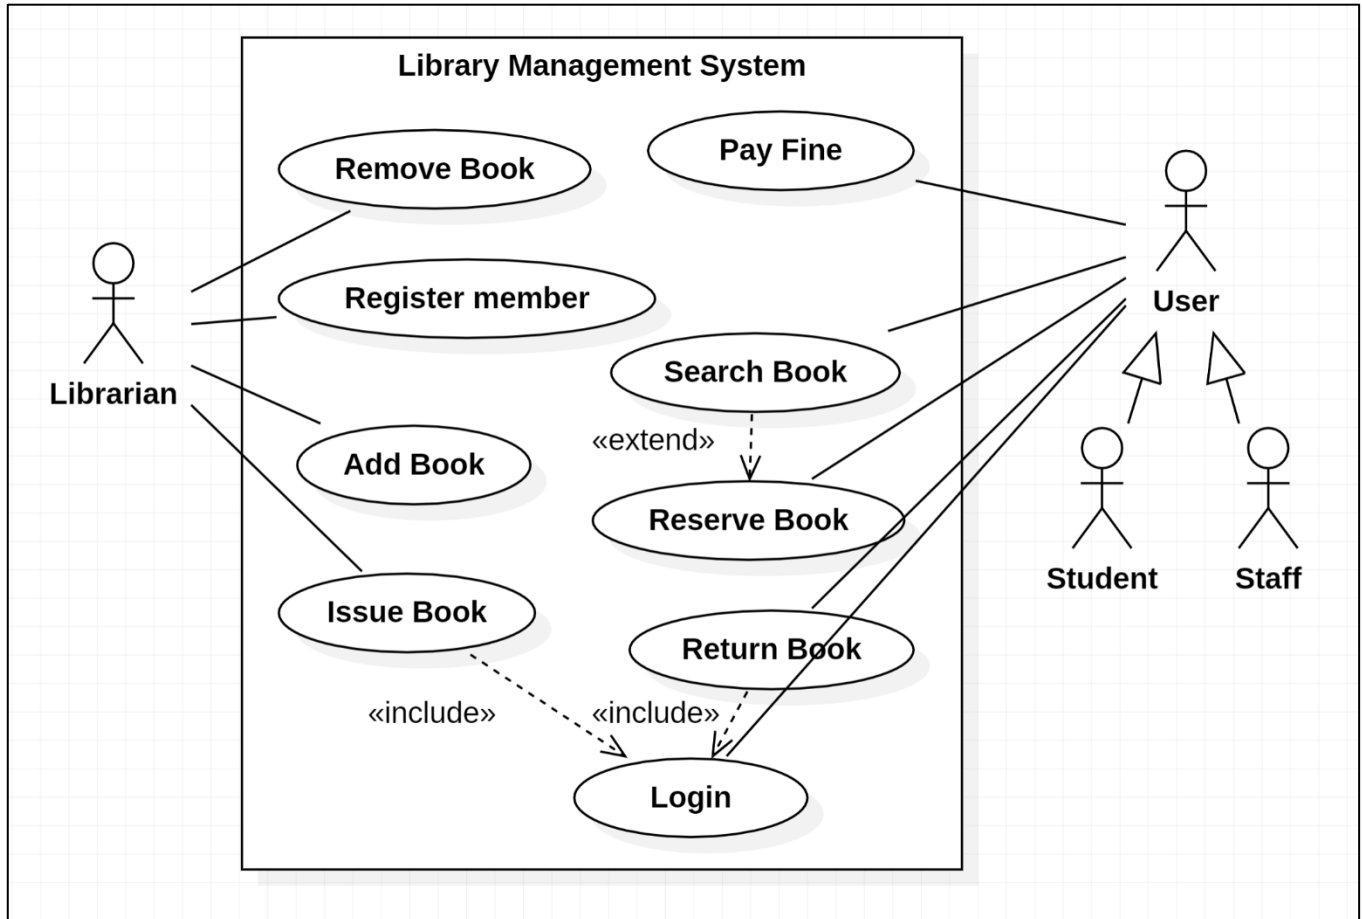 Library Management System
Remove Book
Pay Fine
Register member
User
Search Book
Librarian
«extend»
Add Book
Reserve Book
Student
Staff
Issue Book
Return Book
«include»
«include»
Login